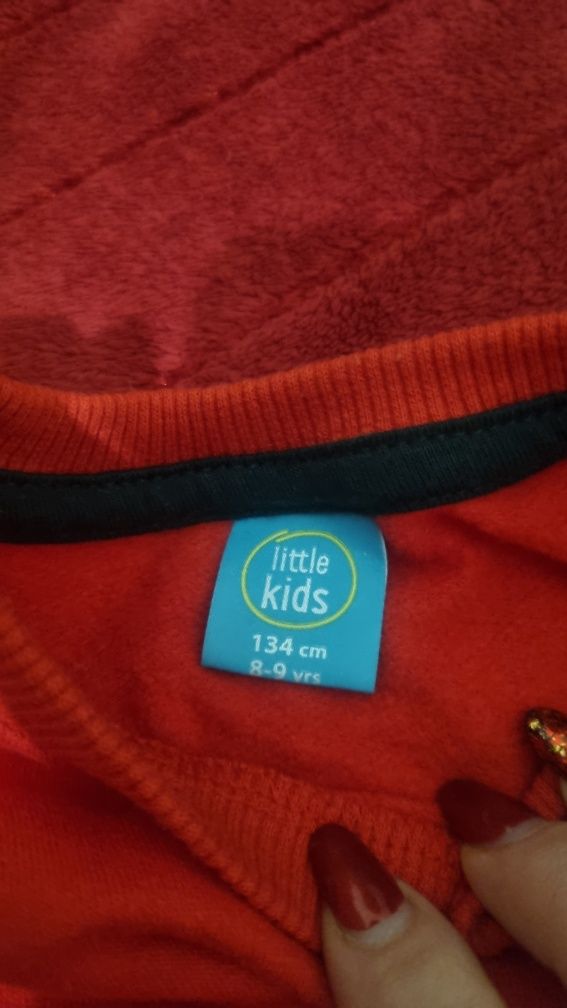 little
kids
134 cm
8-9 yrs